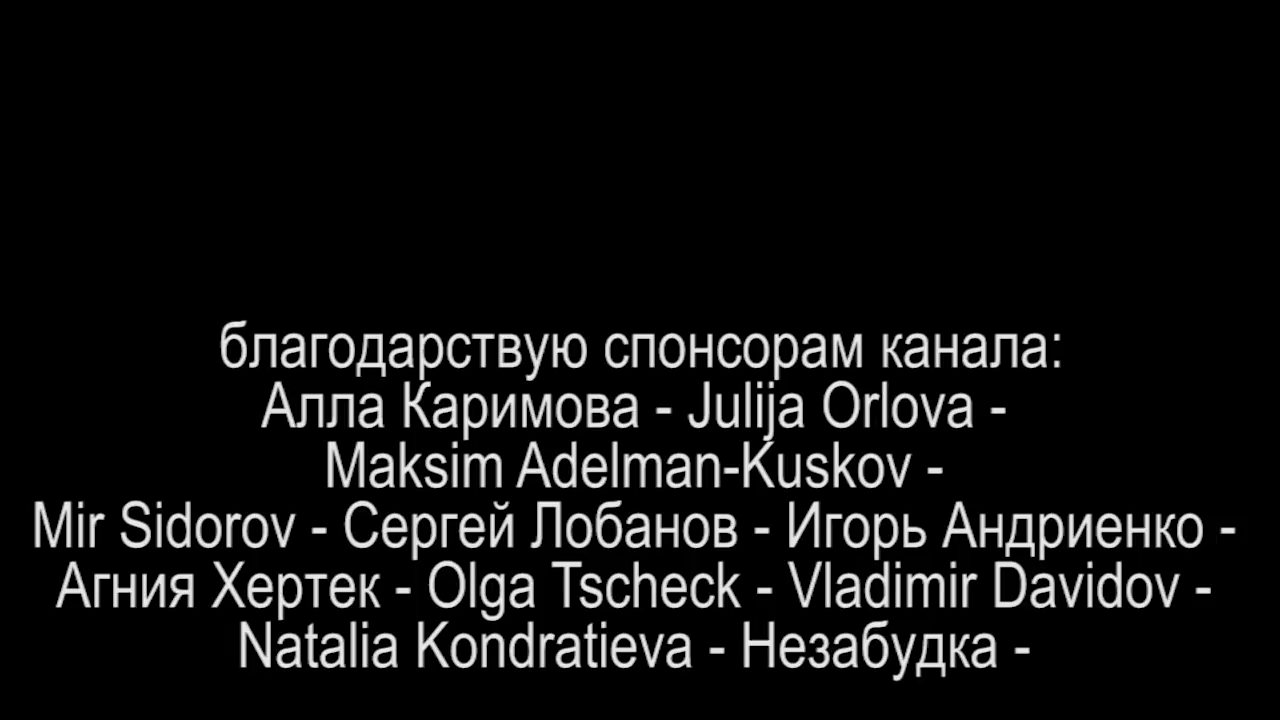 благодарствую спонсорам канала:
Алла Каримова - Julija Orlova -
Maksim Adelman-Kuskov -
Mir Sidorov - Сергей Лобанов - Игорь Андриенко -
Агния Хертек - Olga Tscheck - Vladimir Davidov -
Natalia Kondratieva - Незабудка -